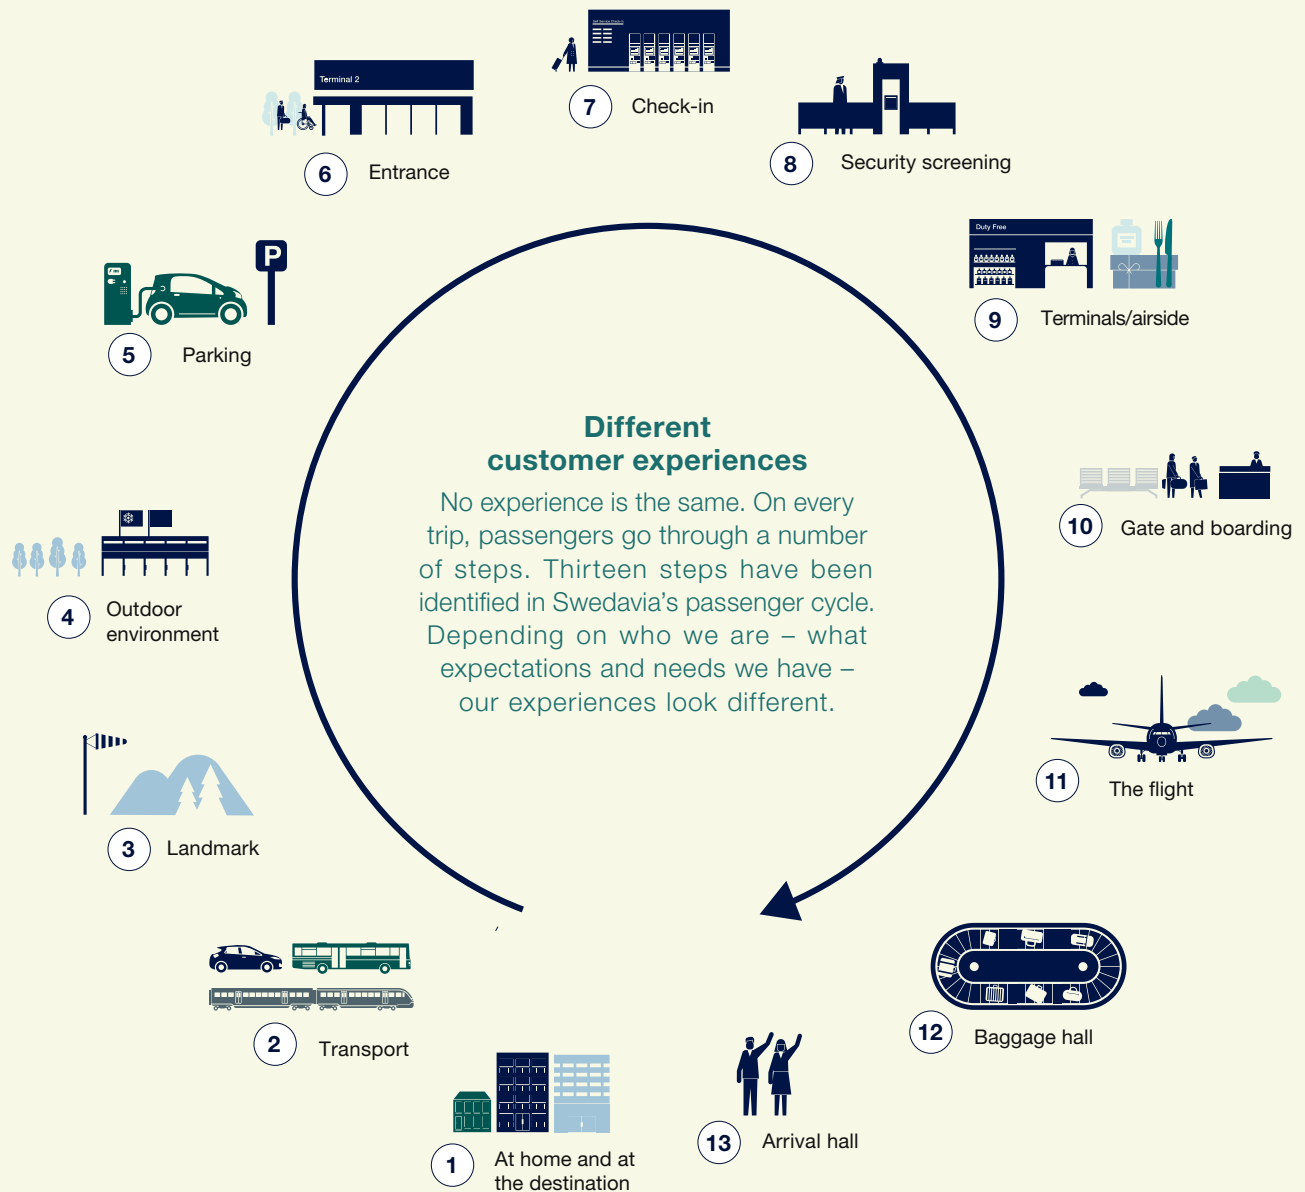 Self Service Check-in
7
Check-in
Terminal 2
6
Entrance
8
Security screening
Duty Free
9
Terminals/airside
P
5
Parking
10
Gate and boarding
4
Outdoor
environment
Different
customer experiences
No experience is the same. On every
trip, passengers go through a number
of steps. Thirteen steps have been
identified in Swedavia’s passenger cycle.
Depending on who we are – what
expectations and needs we have –
our experiences look different.
11
The flight
3
Landmark
12
Baggage hall
2
Transport
13
Arrival hall
1
At home and at
the destination